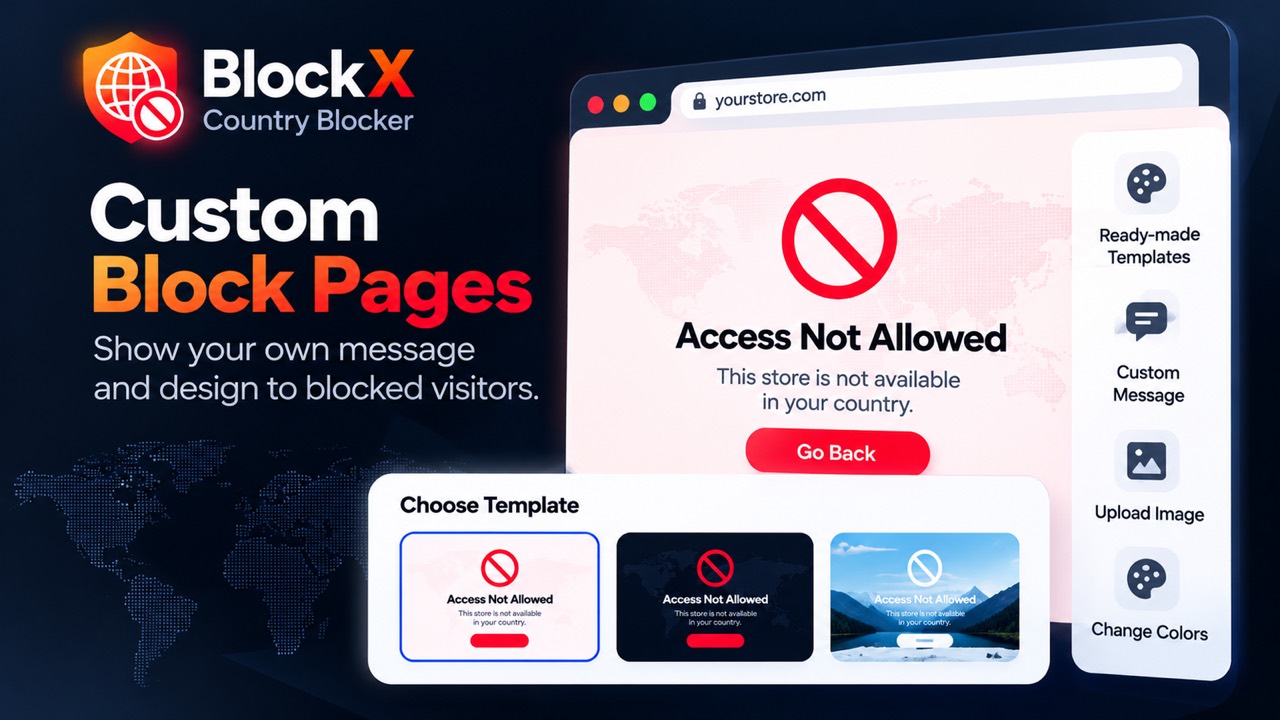 BlockX
Country Blocker
Custom
Block Pages
Show your own message
and design to blocked visitors.
yourstore.com
Access Not Allowed
This store is not available
in your country.
Go Back
Ready-made
Templates
Custom
Message
Upload Image
Change Colors
Choose Template
Access Not Allowed
This store is not available
in your country.
Access Not Allowed
This store is not available
in your country.
Access Not Allowed
This store is not available
in your country.